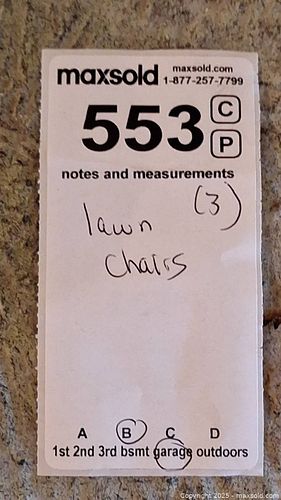 maxsold maxsold.com
1-877-257-7799
553 C
P
notes and measurements
lawn (3)
chairs
A B C D
1st 2nd 3rd bsmt garage outdoors
Copyright 2025 - maxsold.com